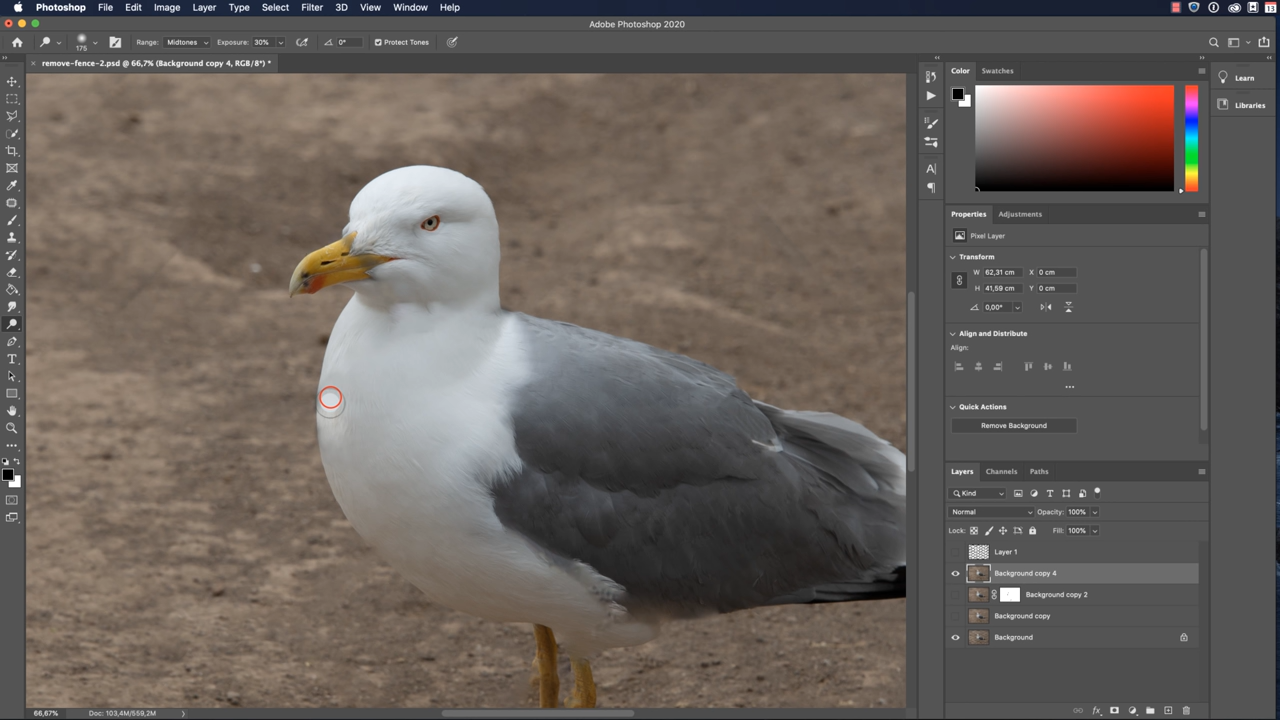 Photoshop File Edit Image Layer Type Select Filter 3D View Window Help
13
Adobe Photoshop 2020
175 Range: Midtones Exposure: 30% 0° Protect Tones
remove-fence-2.psd @ 66,7% (Background copy 4, RGB/8*) *
Color Swatches
Learn
Libraries
Properties Adjustments
Pixel Layer
Transform
W 62,31 cm X 0 cm
H 41,59 cm Y 0 cm
0,00°
Align and Distribute
Align:
Quick Actions
Remove Background
Layers Channels Paths
Kind
Normal Opacity: 100%
Lock: Fill: 100%
Layer 1
Background copy 4
Background copy 2
Background copy
Background
66,67% Doc: 103,4M/559,2M